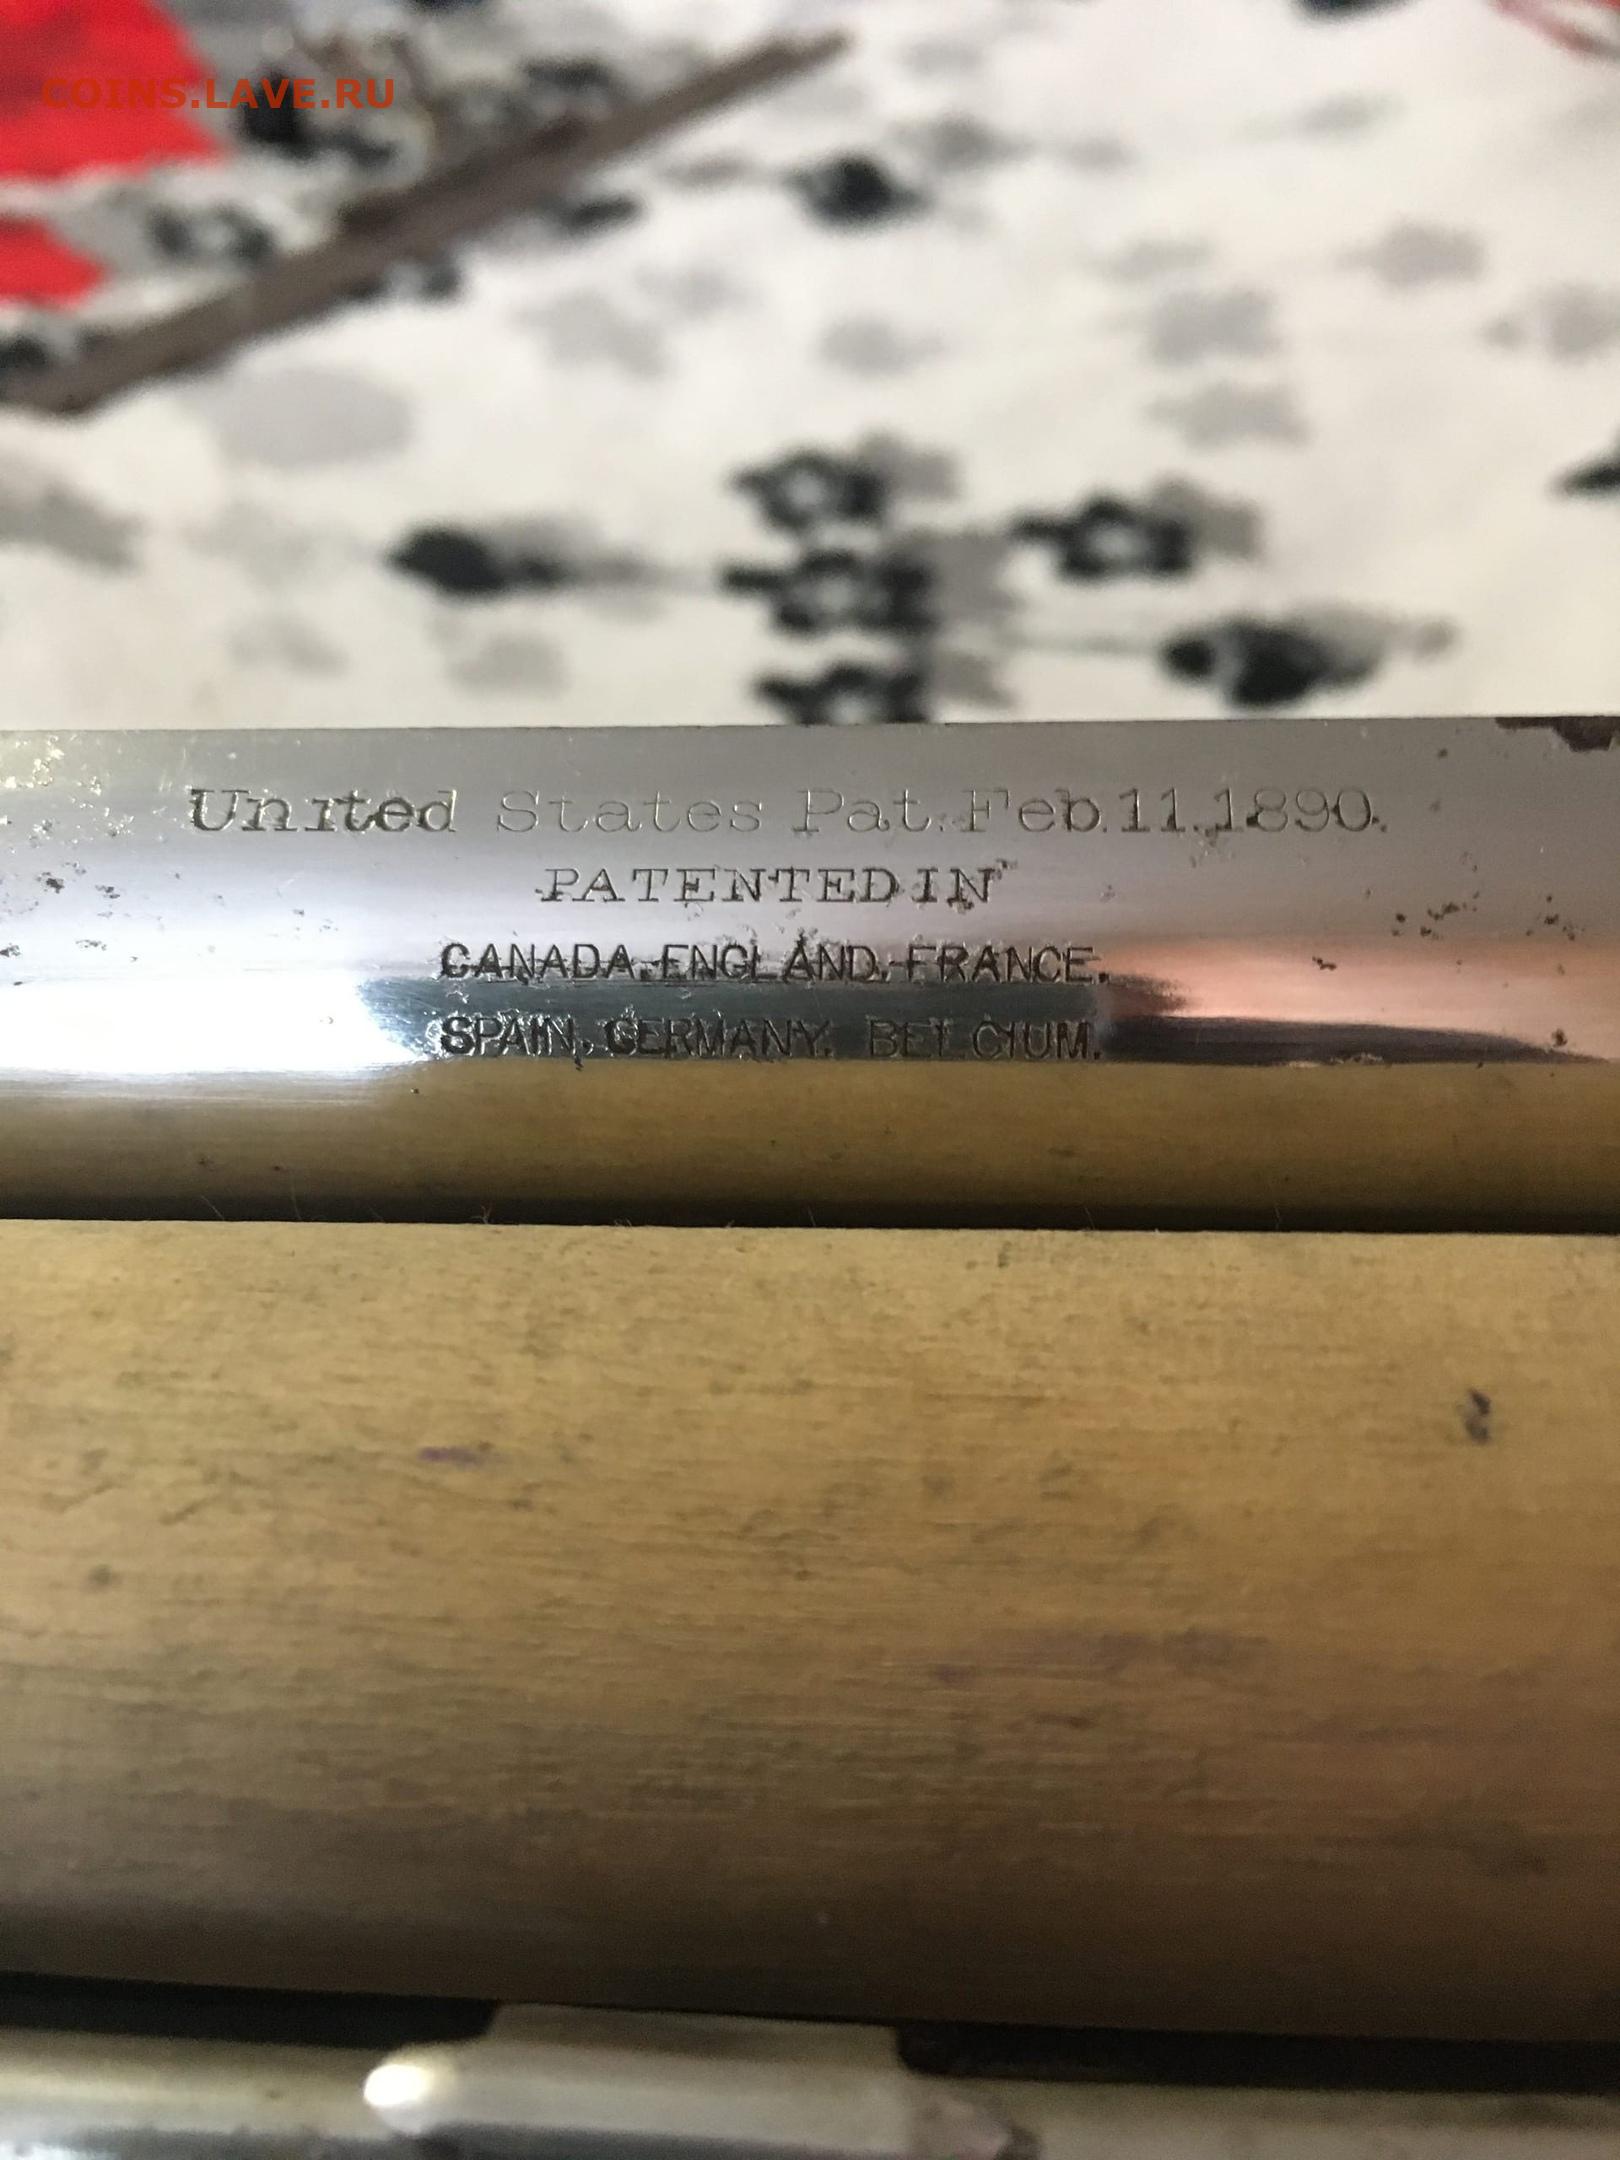 COINS.LAVE.RU
United States Pat. Feb. 11. 1890.
PATENTED IN
CANADA. ENGLAND. FRANCE.
SPAIN. GERMANY. BELGIUM.